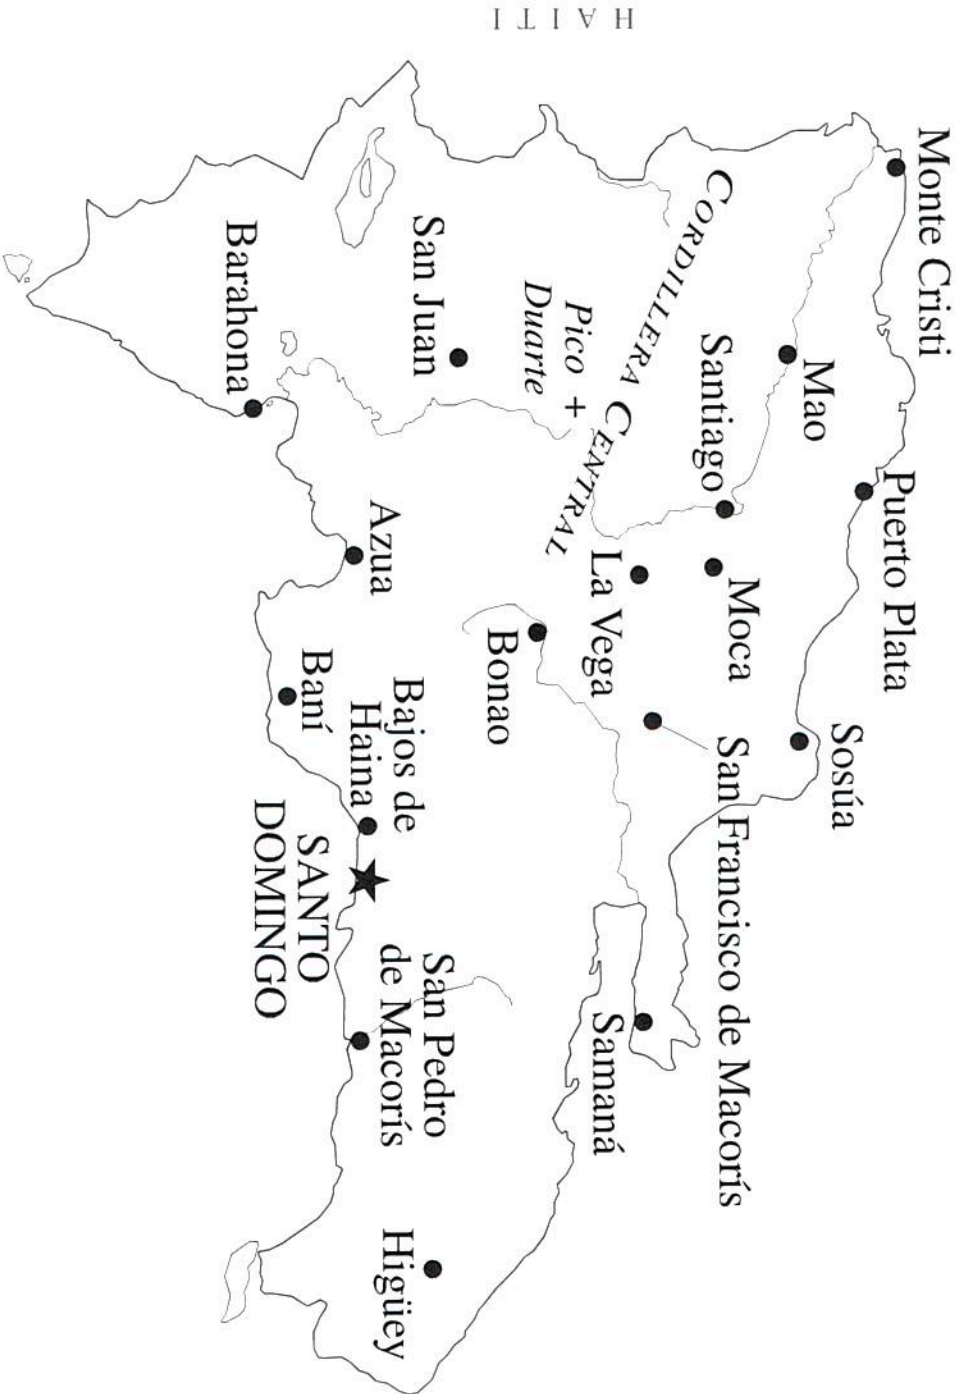 HAITI
Monte Cristi
Puerto Plata
Sosúa
Mao
Santiago
Moca
CORDILLERA CENTRAL
La Vega
San Francisco de Macorís
Pico +
Duarte
Samaná
San Juan
Bonao
Barahona
Azua
Baní
Bajos de
Haina
SANTO
DOMINGO
San Pedro
de Macorís
Higüey